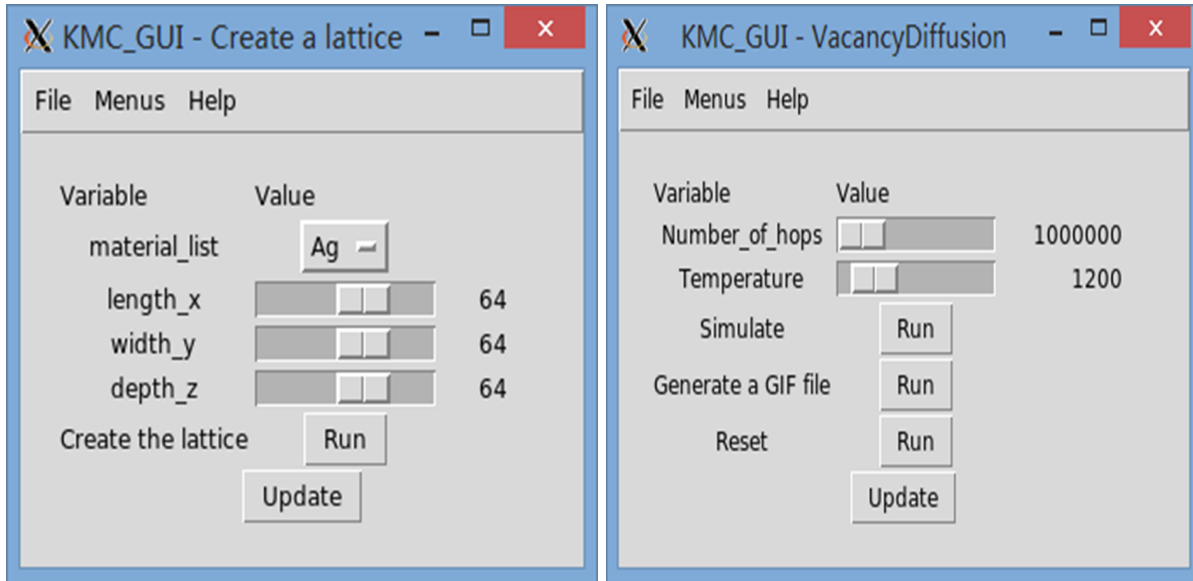 KMC_GUI - Create a lattice
File Menus Help
Variable Value
material_list Ag
length_x 64
width_y 64
depth_z 64
Create the lattice Run
Update
KMC_GUI - VacancyDiffusion
File Menus Help
Variable Value
Number_of_hops 1000000
Temperature 1200
Simulate Run
Generate a GIF file Run
Reset Run
Update